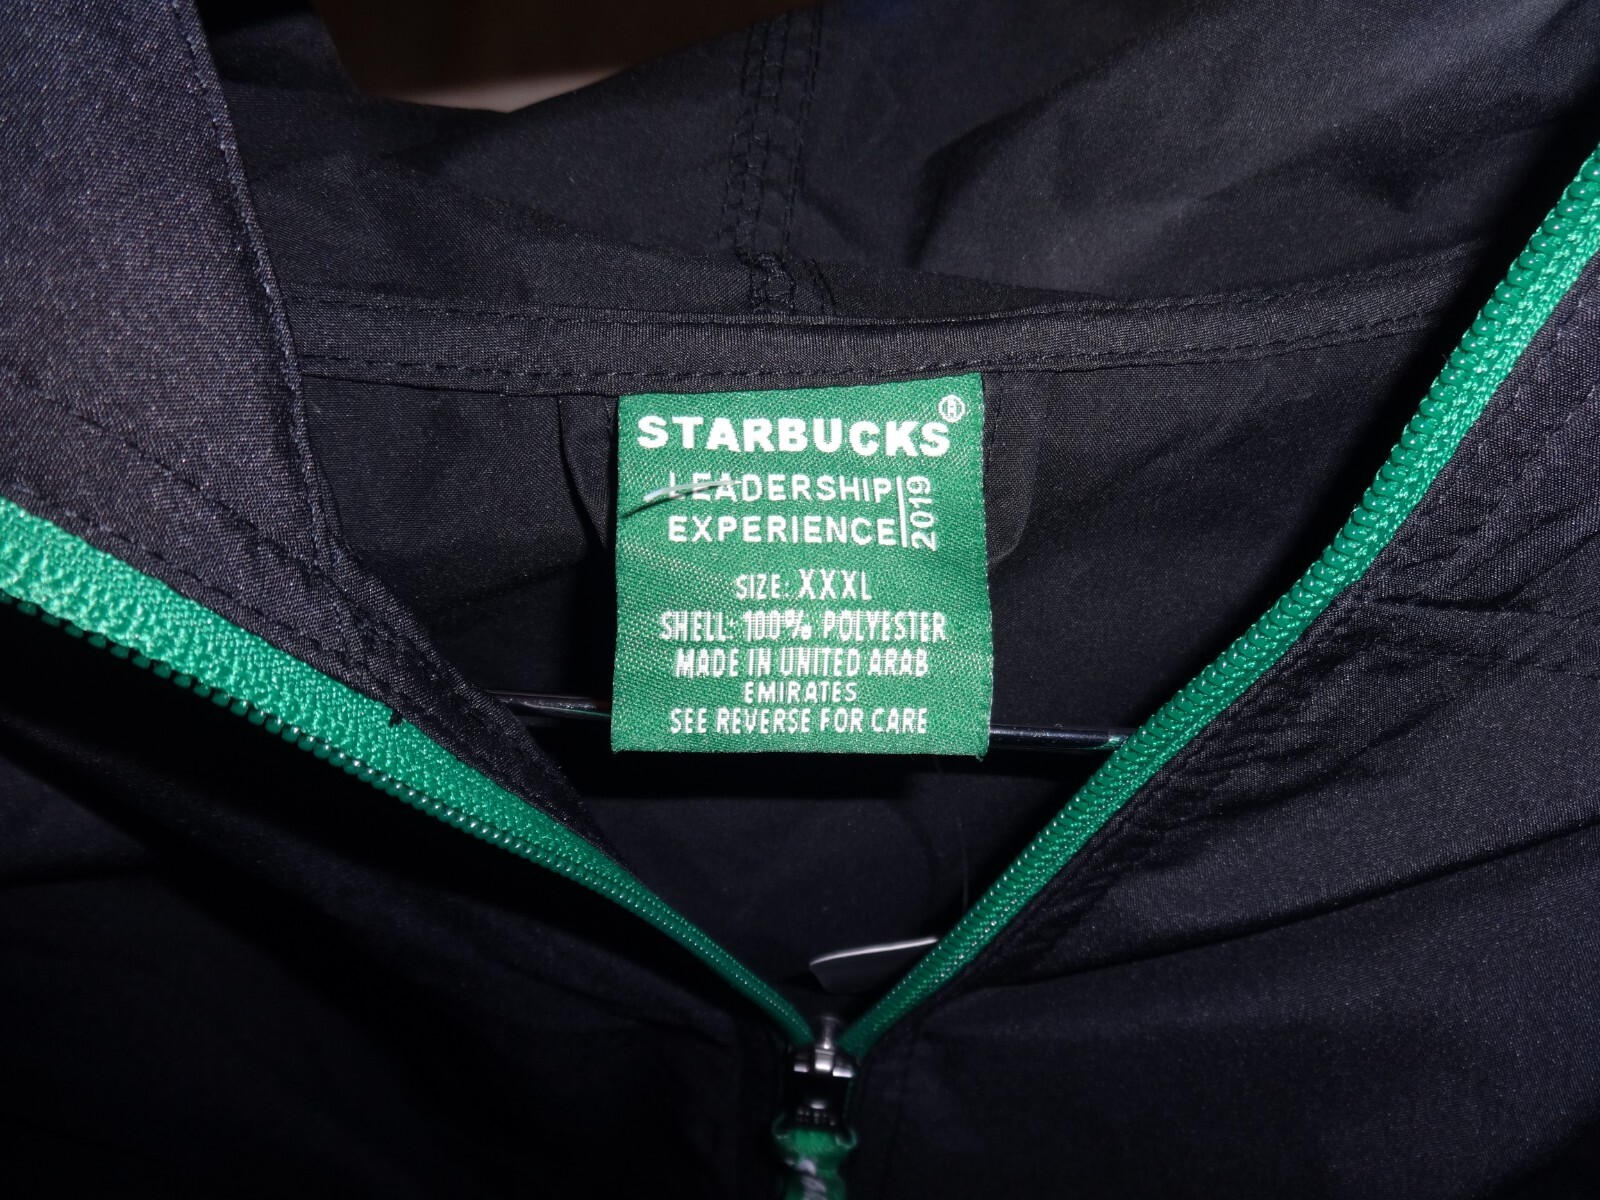 STARBUCKS®
LEADERSHIP
EXPERIENCE
2019
SIZE: XXXL
SHELL: 100% POLYESTER
MADE IN UNITED ARAB
EMIRATES
SEE REVERSE FOR CARE